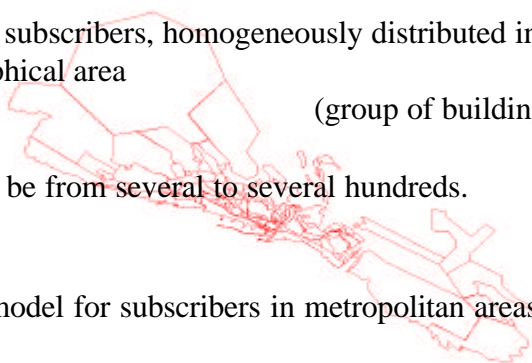 subscribers, homogeneously distributed in
phical area
(group of building
be from several to several hundreds.
model for subscribers in metropolitan areas